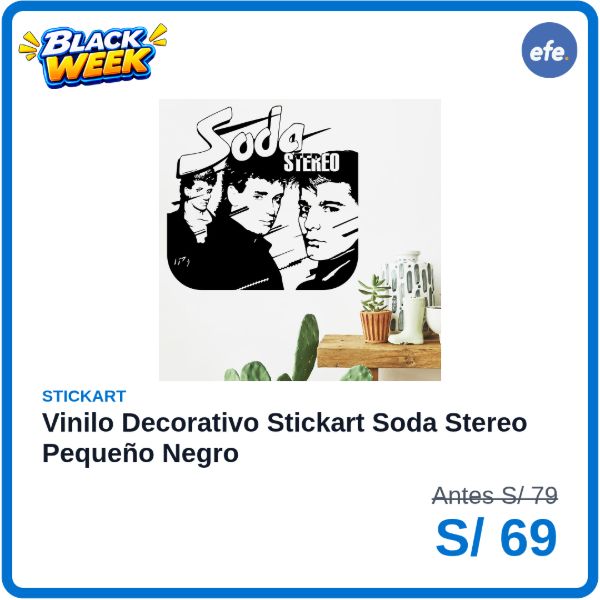 BLACK
WEEK
efe.
Soda
STEREO
STICKART
Vinilo Decorativo Stickart Soda Stereo
Pequeño Negro
Antes S/ 79
S/ 69